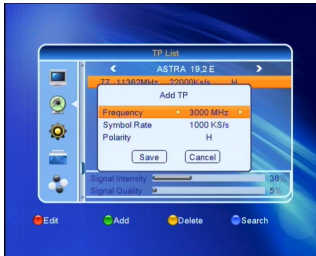 TP List
ASTRA 19,2 E
77 11362MHz 22000Ks/s H
Add TP
Frequency 3000 MHz
Symbol Rate 1000 KS/s
Polarity H
Save Cancel
Signal Intensity 38%
Signal Quality 5%
Edit Add Delete Search